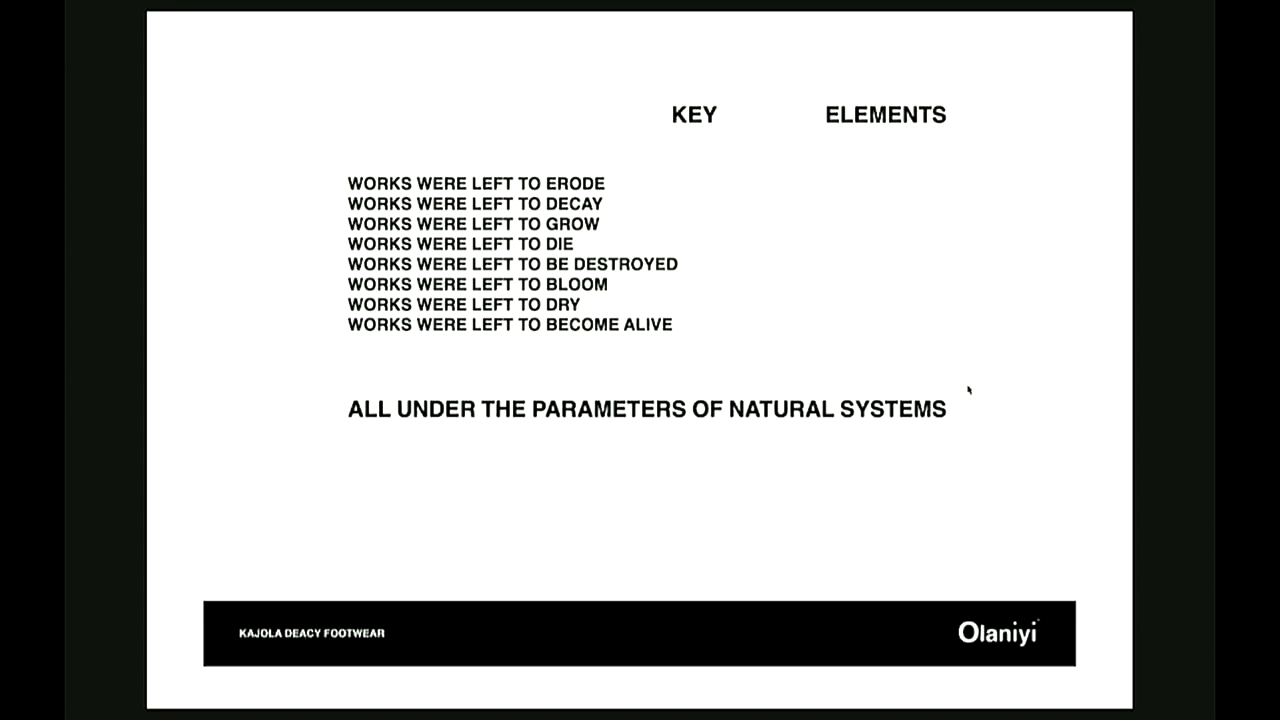 KEY ELEMENTS
WORKS WERE LEFT TO ERODE
WORKS WERE LEFT TO DECAY
WORKS WERE LEFT TO GROW
WORKS WERE LEFT TO DIE
WORKS WERE LEFT TO BE DESTROYED
WORKS WERE LEFT TO BLOOM
WORKS WERE LEFT TO DRY
WORKS WERE LEFT TO BECOME ALIVE
ALL UNDER THE PARAMETERS OF NATURAL SYSTEMS
KAJOLA DEACY FOOTWEAR
Olaniyi